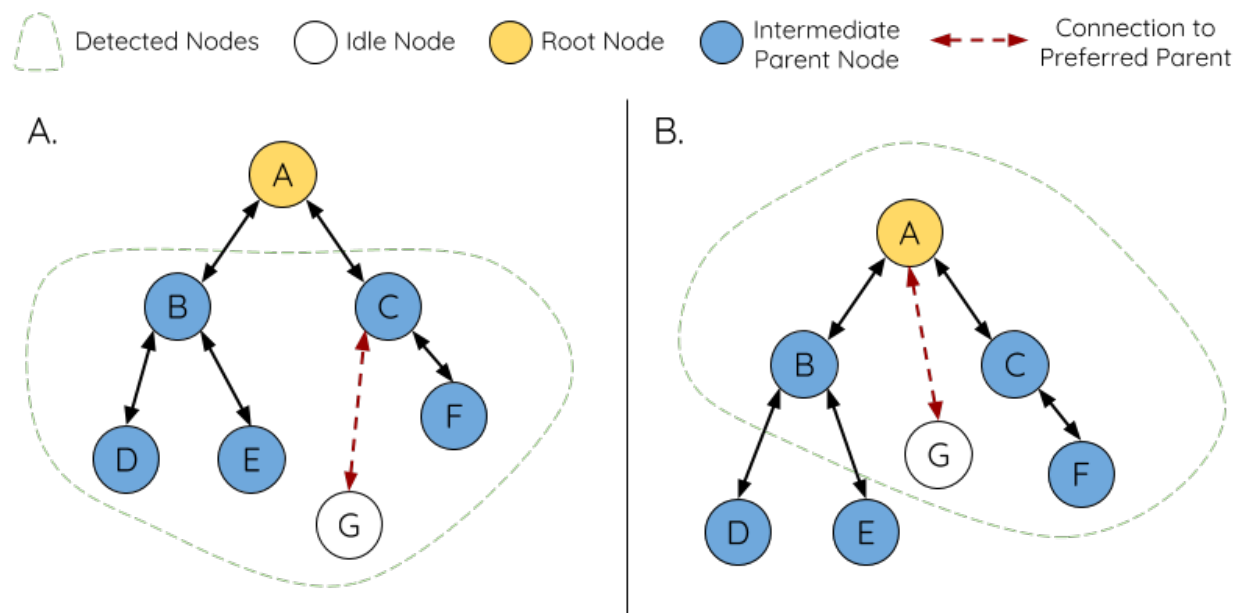 Detected Nodes
Idle Node
Root Node
Intermediate
Parent Node
Connection to
Preferred Parent
A.
A
B
C
F
D
E
G
B.
A
B
C
G
F
D
E